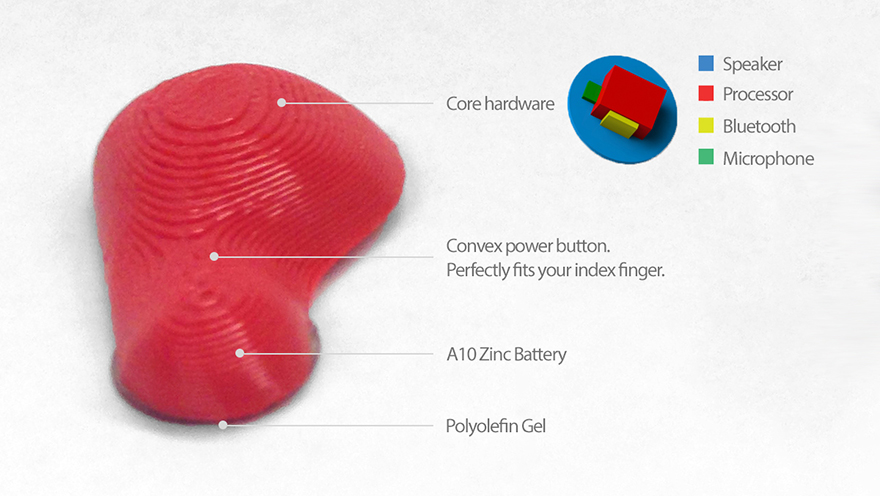 Core hardware
Speaker
Processor
Bluetooth
Microphone
Convex power button.
Perfectly fits your index finger.
A10 Zinc Battery
Polyolefin Gel